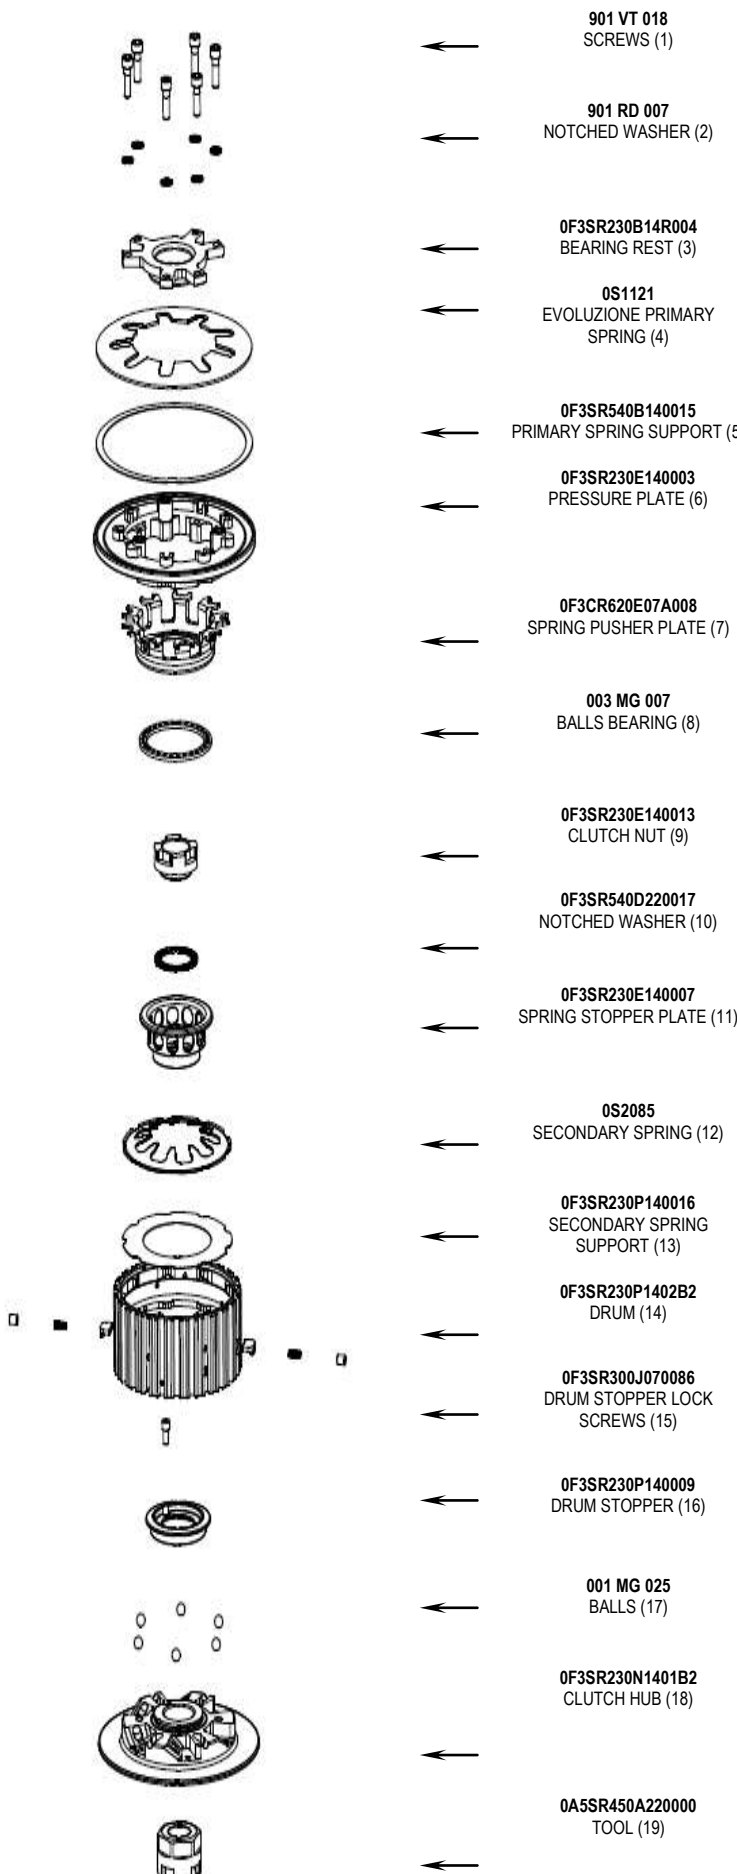 901 VT 018
SCREWS (1)
901 RD 007
NOTCHED WASHER (2)
0F3SR230B14R004
BEARING REST (3)
0S1121
EVOLUZIONE PRIMARY
SPRING (4)
0F3SR540B140015
PRIMARY SPRING SUPPORT (5
0F3SR230E140003
PRESSURE PLATE (6)
0F3CR620E07A008
SPRING PUSHER PLATE (7)
003 MG 007
BALLS BEARING (8)
0F3SR230E140013
CLUTCH NUT (9)
0F3SR540D220017
NOTCHED WASHER (10)
0F3SR230E140007
SPRING STOPPER PLATE (11)
0S2085
SECONDARY SPRING (12)
0F3SR230P140016
SECONDARY SPRING
SUPPORT (13)
0F3SR230P1402B2
DRUM (14)
0F3SR300J070086
DRUM STOPPER LOCK
SCREWS (15)
0F3SR230P140009
DRUM STOPPER (16)
001 MG 025
BALLS (17)
0F3SR230N1401B2
CLUTCH HUB (18)
0A5SR450A220000
TOOL (19)